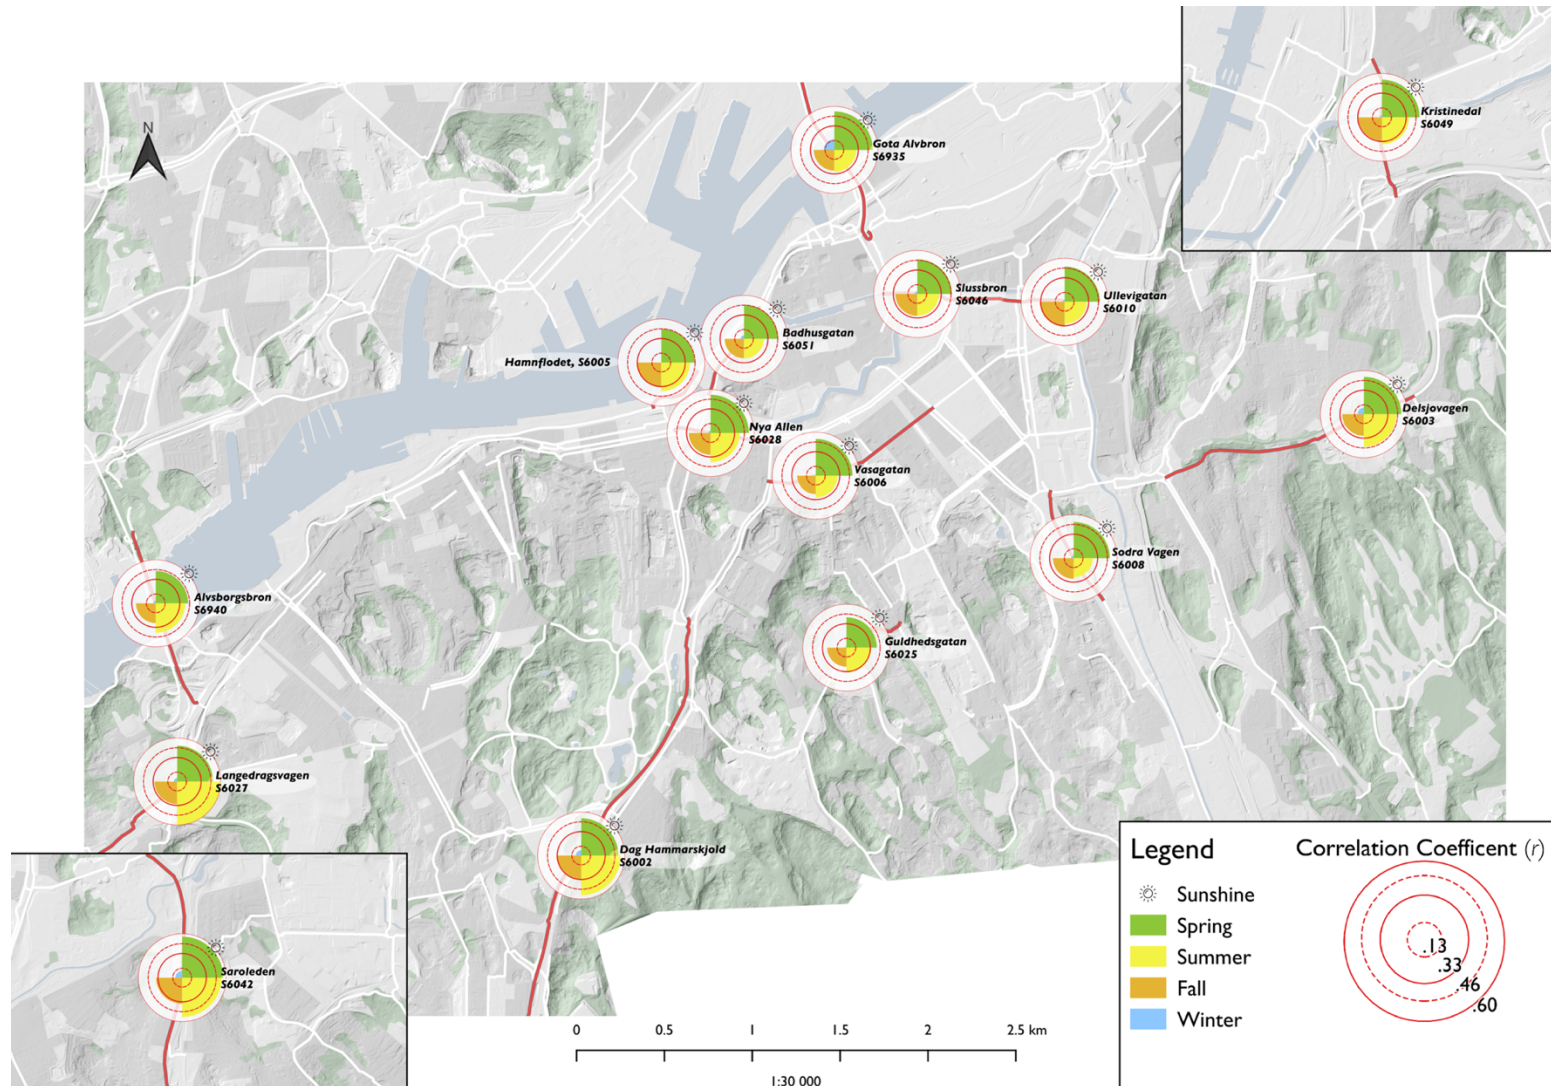 N
Kristinedal
S6049
Gota Alvbron
S6935
Slussbron
S6046
Ullevigatan
S6010
Badhusgatan
S6051
Hamnflodet, S6005
Nya Allen
S6028
Delsjovagen
S6003
Vasagatan
S6006
Sodra Vagen
S6008
Alvsborgsbron
S6940
Guldhedsgatan
S6025
Langedragsvagen
S6027
Dag Hammarskjold
S6002
Saroleden
S6042
Legend
Sunshine
Spring
Summer
Fall
Winter
Correlation Coefficent (r)
.13
.33
.46
.60
0 0.5 1 1.5 2 2.5 km
1:30 000